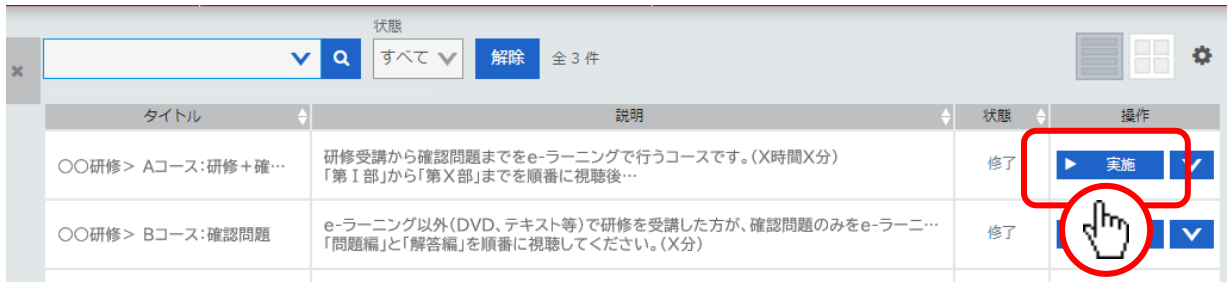 状態
すべて
解除
全3件
タイトル
説明
状態
操作
〇〇研修> Aコース:研修+確…
研修受講から確認問題までをe-ラーニングで行うコースです。(X時間X分)
「第Ⅰ部」から「第X部」までを順番に視聴後…
修了
実施
〇〇研修> Bコース:確認問題
e-ラーニング以外(DVD、テキスト等)で研修を受講した方が、確認問題のみをe-ラーニ…
「問題編」と「解答編」を順番に視聴してください。(X分)
修了